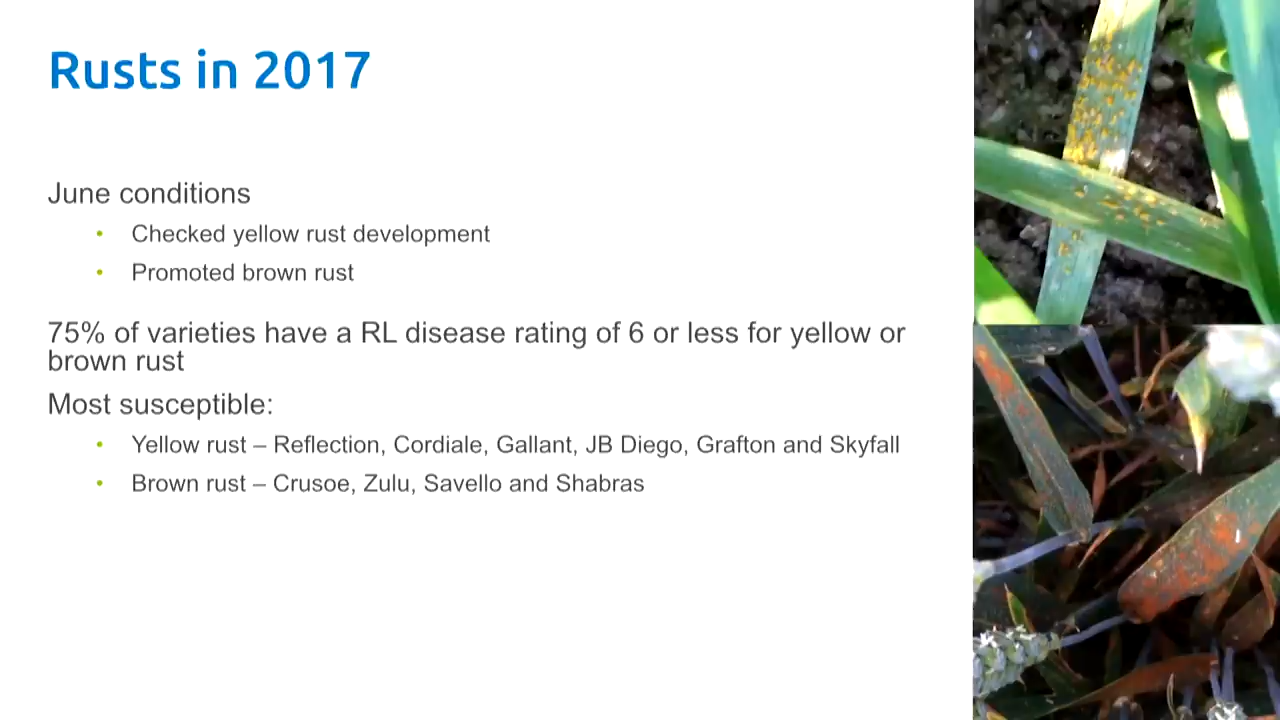 Rusts in 2017
June conditions
• Checked yellow rust development
• Promoted brown rust
75% of varieties have a RL disease rating of 6 or less for yellow or
brown rust
Most susceptible:
• Yellow rust – Reflection, Cordiale, Gallant, JB Diego, Grafton and Skyfall
• Brown rust – Crusoe, Zulu, Savello and Shabras